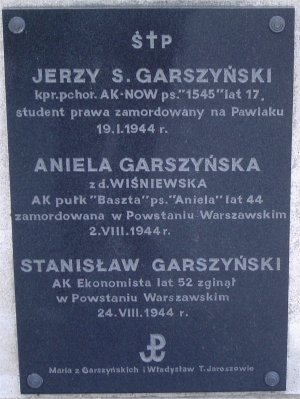 Ś†P
JERZY S. GARSZYŃSKI
kpr.pchor. AK-NOW ps."1545" lat 17,
student prawa zamordowany na Pawiaku
19.I.1944 r.
ANIELA GARSZYŃSKA
z d. WIŚNIEWSKA
AK pułk "Baszta" ps."Aniela" lat 44
zamordowana w Powstaniu Warszawskim
2.VIII.1944r.
STANISŁAW GARSZYŃSKI
AK Ekonomista lat 52 zginął
w Powstaniu Warszawskim
24.VIII.1944 r.
Maria z Garszyńskich i Władysław T. Jaroszowie